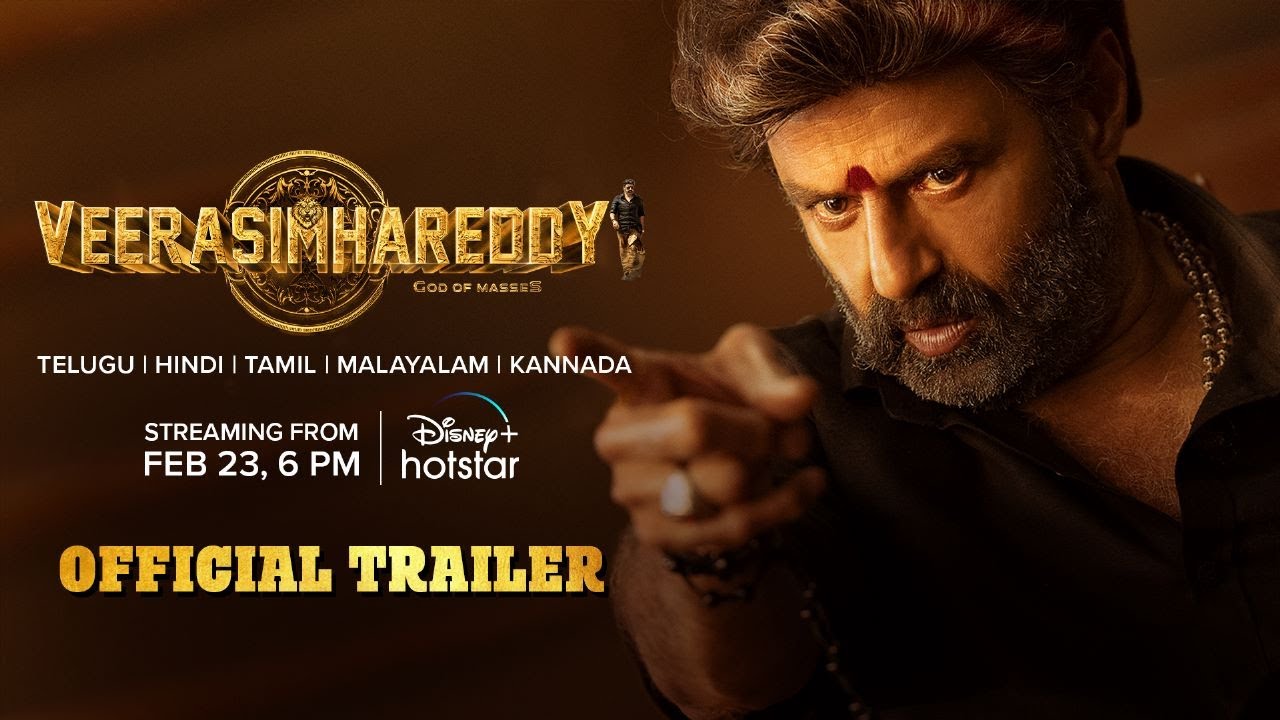 VEERASIMHAREDDY
GOD OF MASSES
TELUGU | HINDI | TAMIL | MALAYALAM | KANNADA
STREAMING FROM
FEB 23, 6 PM
DISNEY+
hotstar
OFFICIAL TRAILER